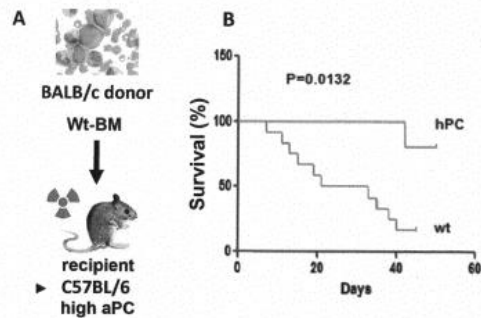 A
BALB/c donor
Wt-BM
recipient
► C57BL/6
high aPC
B
P=0.0132
hPC
wt
Survival (%)
150
100
50
0
0
20
40
60
Days